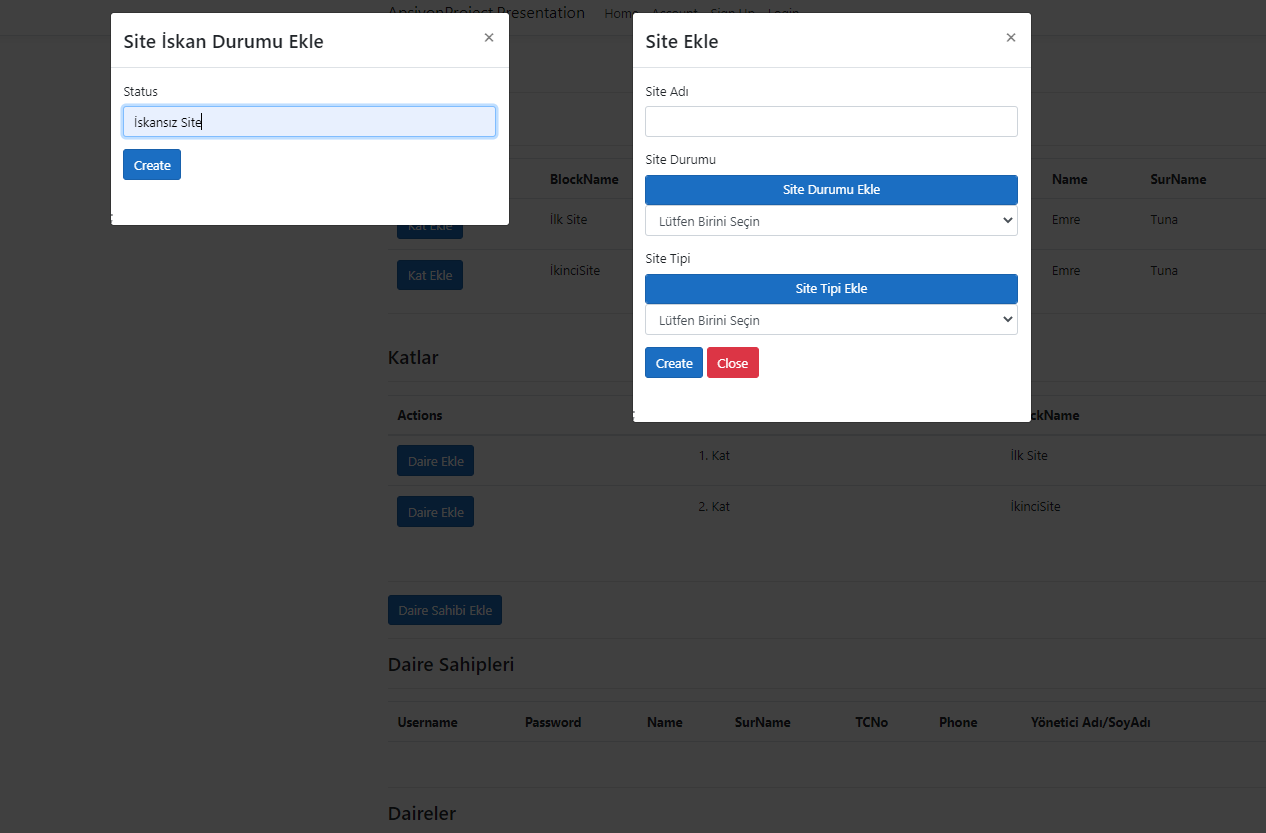 ApsiyonProject.Presentation Home Account Sign Up Login
Site İskan Durumu Ekle ×
Status
İskansız Site
Create
Site Ekle ×
Site Adı
Site Durumu
Site Durumu Ekle
Lütfen Birini Seçin
Site Tipi
Site Tipi Ekle
Lütfen Birini Seçin
Create Close
BlockName Name SurName
Kat Ekle İlk Site Emre Tuna
Kat Ekle İkinciSite Emre Tuna
Katlar
Actions ckName
Daire Ekle 1. Kat İlk Site
Daire Ekle 2. Kat İkinciSite
Daire Sahibi Ekle
Daire Sahipleri
Username Password Name SurName TCNo Phone Yönetici Adı/SoyAdı
Daireler